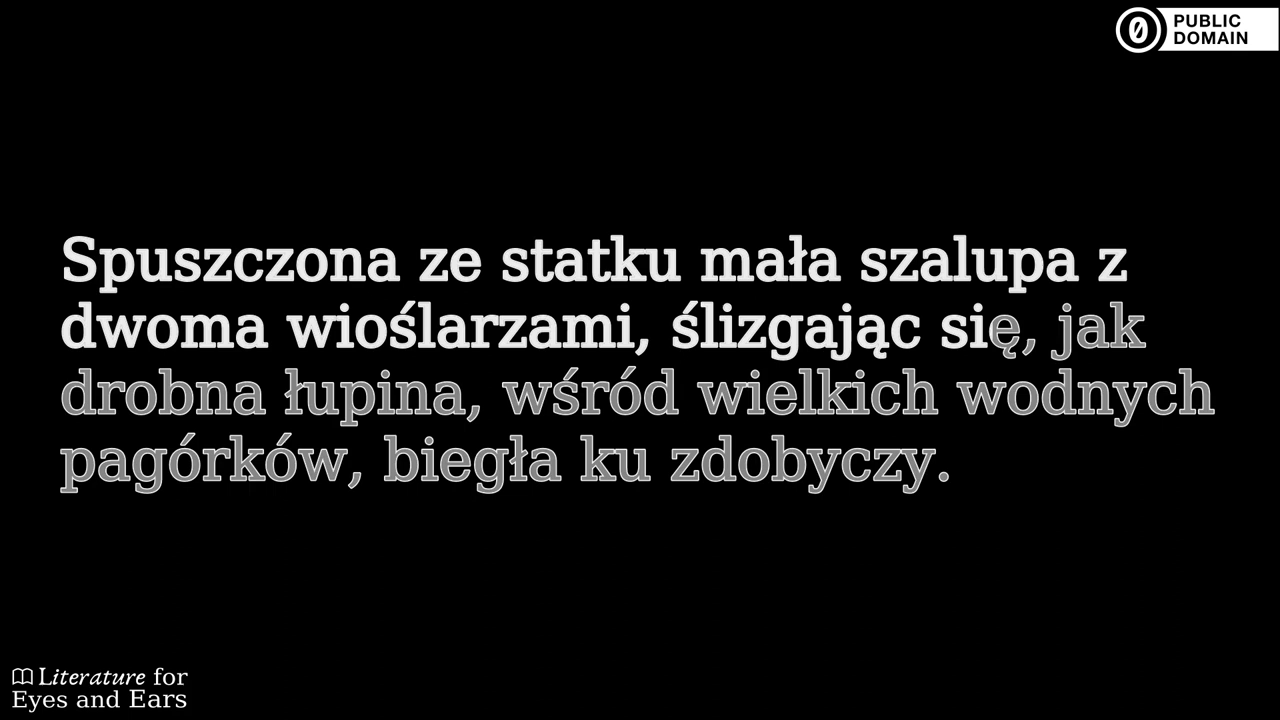 PUBLIC
DOMAIN
Spuszczona ze statku mała szalupa z
dwoma wioślarzami, ślizgając się, jak
drobna łupina, wśród wielkich wodnych
pagórków, biegła ku zdobyczy.
Literature for
Eyes and Ears